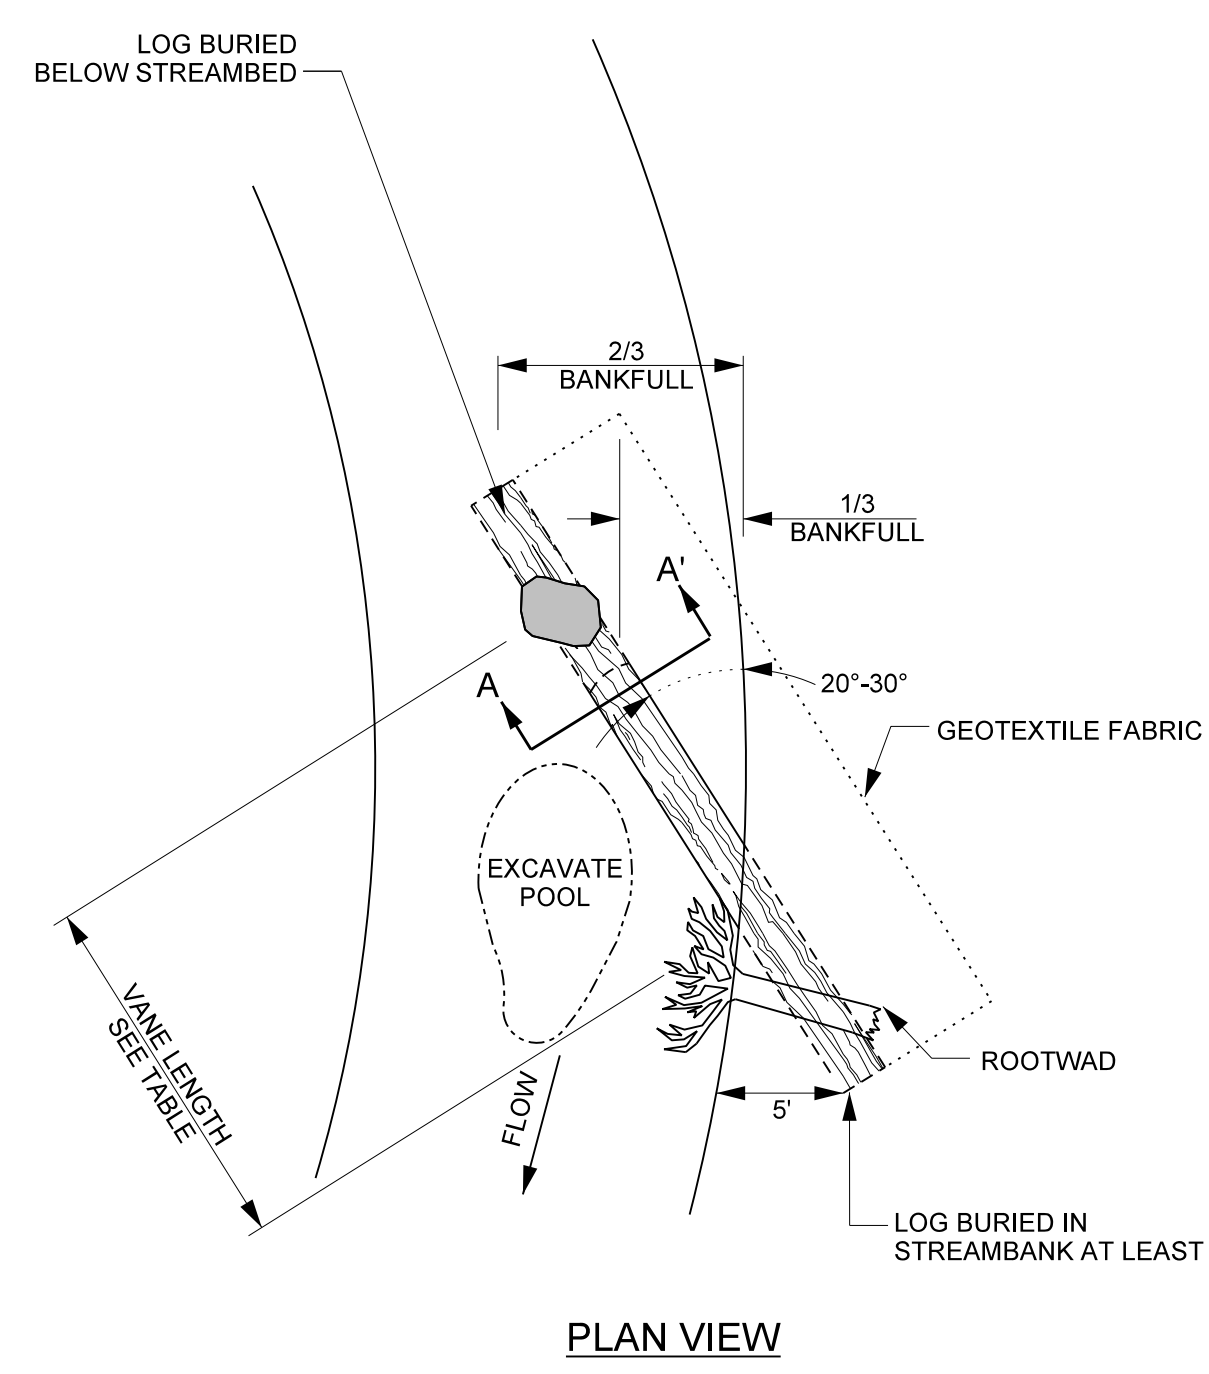 LOG BURIED
BELOW STREAMBED
2/3
BANKFULL
1/3
BANKFULL
A'
A
20°-30°
GEOTEXTILE FABRIC
EXCAVATE
POOL
VANE LENGTH
SEE TABLE
FLOW
ROOTWAD
5'
LOG BURIED IN
STREAMBANK AT LEAST
PLAN VIEW